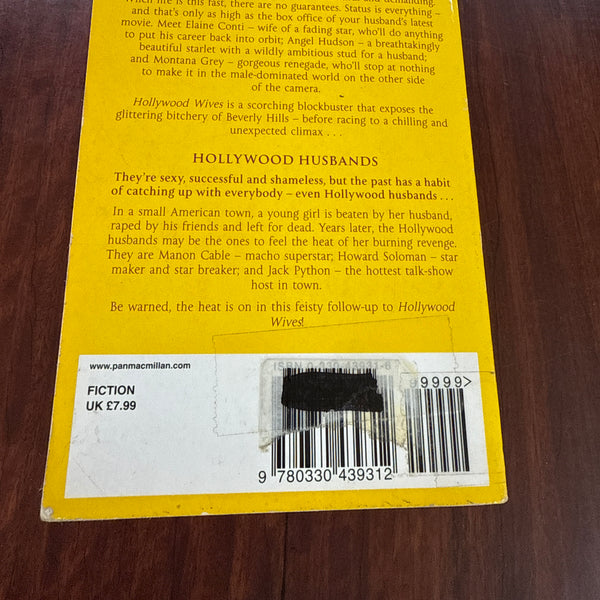 When life is this fast, there are no guarantees. Status is everything –
and that's only as high as the box office of your husband's latest
movie. Meet Elaine Conti – wife of a fading star, who'll do anything
to put his career back into orbit; Angel Hudson – a breathtakingly
beautiful starlet with a wildly ambitious stud for a husband;
and Montana Grey – gorgeous renegade, who'll stop at nothing
to make it in the male-dominated world on the other side
of the camera.
Hollywood Wives is a scorching blockbuster that exposes the
glittering bitchery of Beverly Hills – before racing to a chilling and
unexpected climax . . .
HOLLYWOOD HUSBANDS
They're sexy, successful and shameless, but the past has a habit
of catching up with everybody – even Hollywood husbands . . .
In a small American town, a young girl is beaten by her husband,
raped by his friends and left for dead. Years later, the Hollywood
husbands may be the ones to feel the heat of her burning revenge.
They are Manon Cable – macho superstar; Howard Soloman – star
maker and star breaker; and Jack Python – the hottest talk-show
host in town.
Be warned, the heat is on in this feisty follow-up to Hollywood
Wives!
www.panmacmillan.com
FICTION
UK £7.99
99999>
9 780330 439312